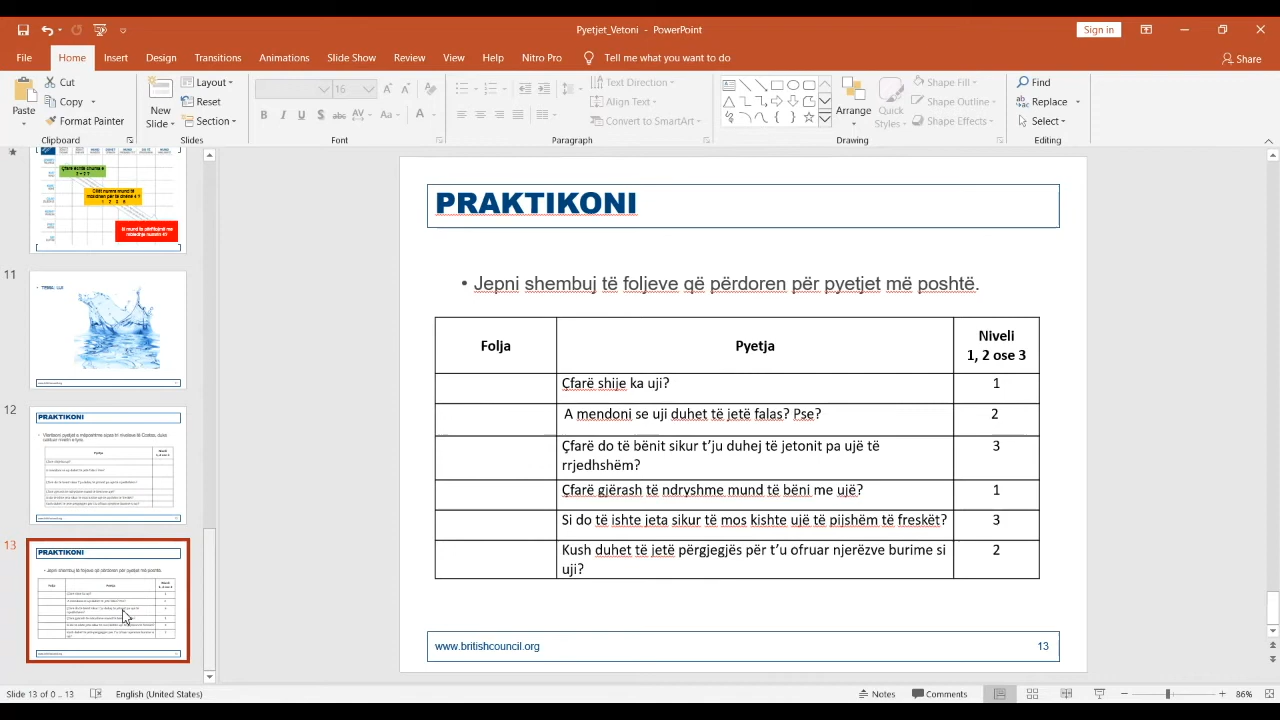 Pyetjet_Vetoni - PowerPoint
Sign in
File Home Insert Design Transitions Animations Slide Show Review View Help Nitro Pro Tell me what you want to do Share
Paste
Cut
Copy
Format Painter
Clipboard
New Slide
Layout
Reset
Section
Slides
16
Font
Text Direction
Align Text
Convert to SmartArt
Paragraph
Arrange
Quick Styles
Shape Fill
Shape Outline
Shape Effects
Drawing
Find
Replace
Select
Editing
11
12
PRAKTIKONI
13
PRAKTIKONI
PRAKTIKONI
• Jepni shembuj të foljeve që përdoren për pyetjet më poshtë.
Folja Pyetja Niveli
1, 2 ose 3
Çfarë shije ka uji? 1
A mendoni se uji duhet të jetë falas? Pse? 2
Çfarë do të bënit sikur t’ju duhej të jetonit pa ujë të 3
rrjedhshëm?
Çfarë gjërash të ndryshme mund të bëni me ujë? 1
Si do të ishte jeta sikur të mos kishte ujë të pijshëm të freskët? 3
Kush duhet të jetë përgjegjës për t’u ofruar njerëzve burime si 2
uji?
www.britishcouncil.org 13
Slide 13 of 0 .. 13 English (United States) Notes Comments 86%